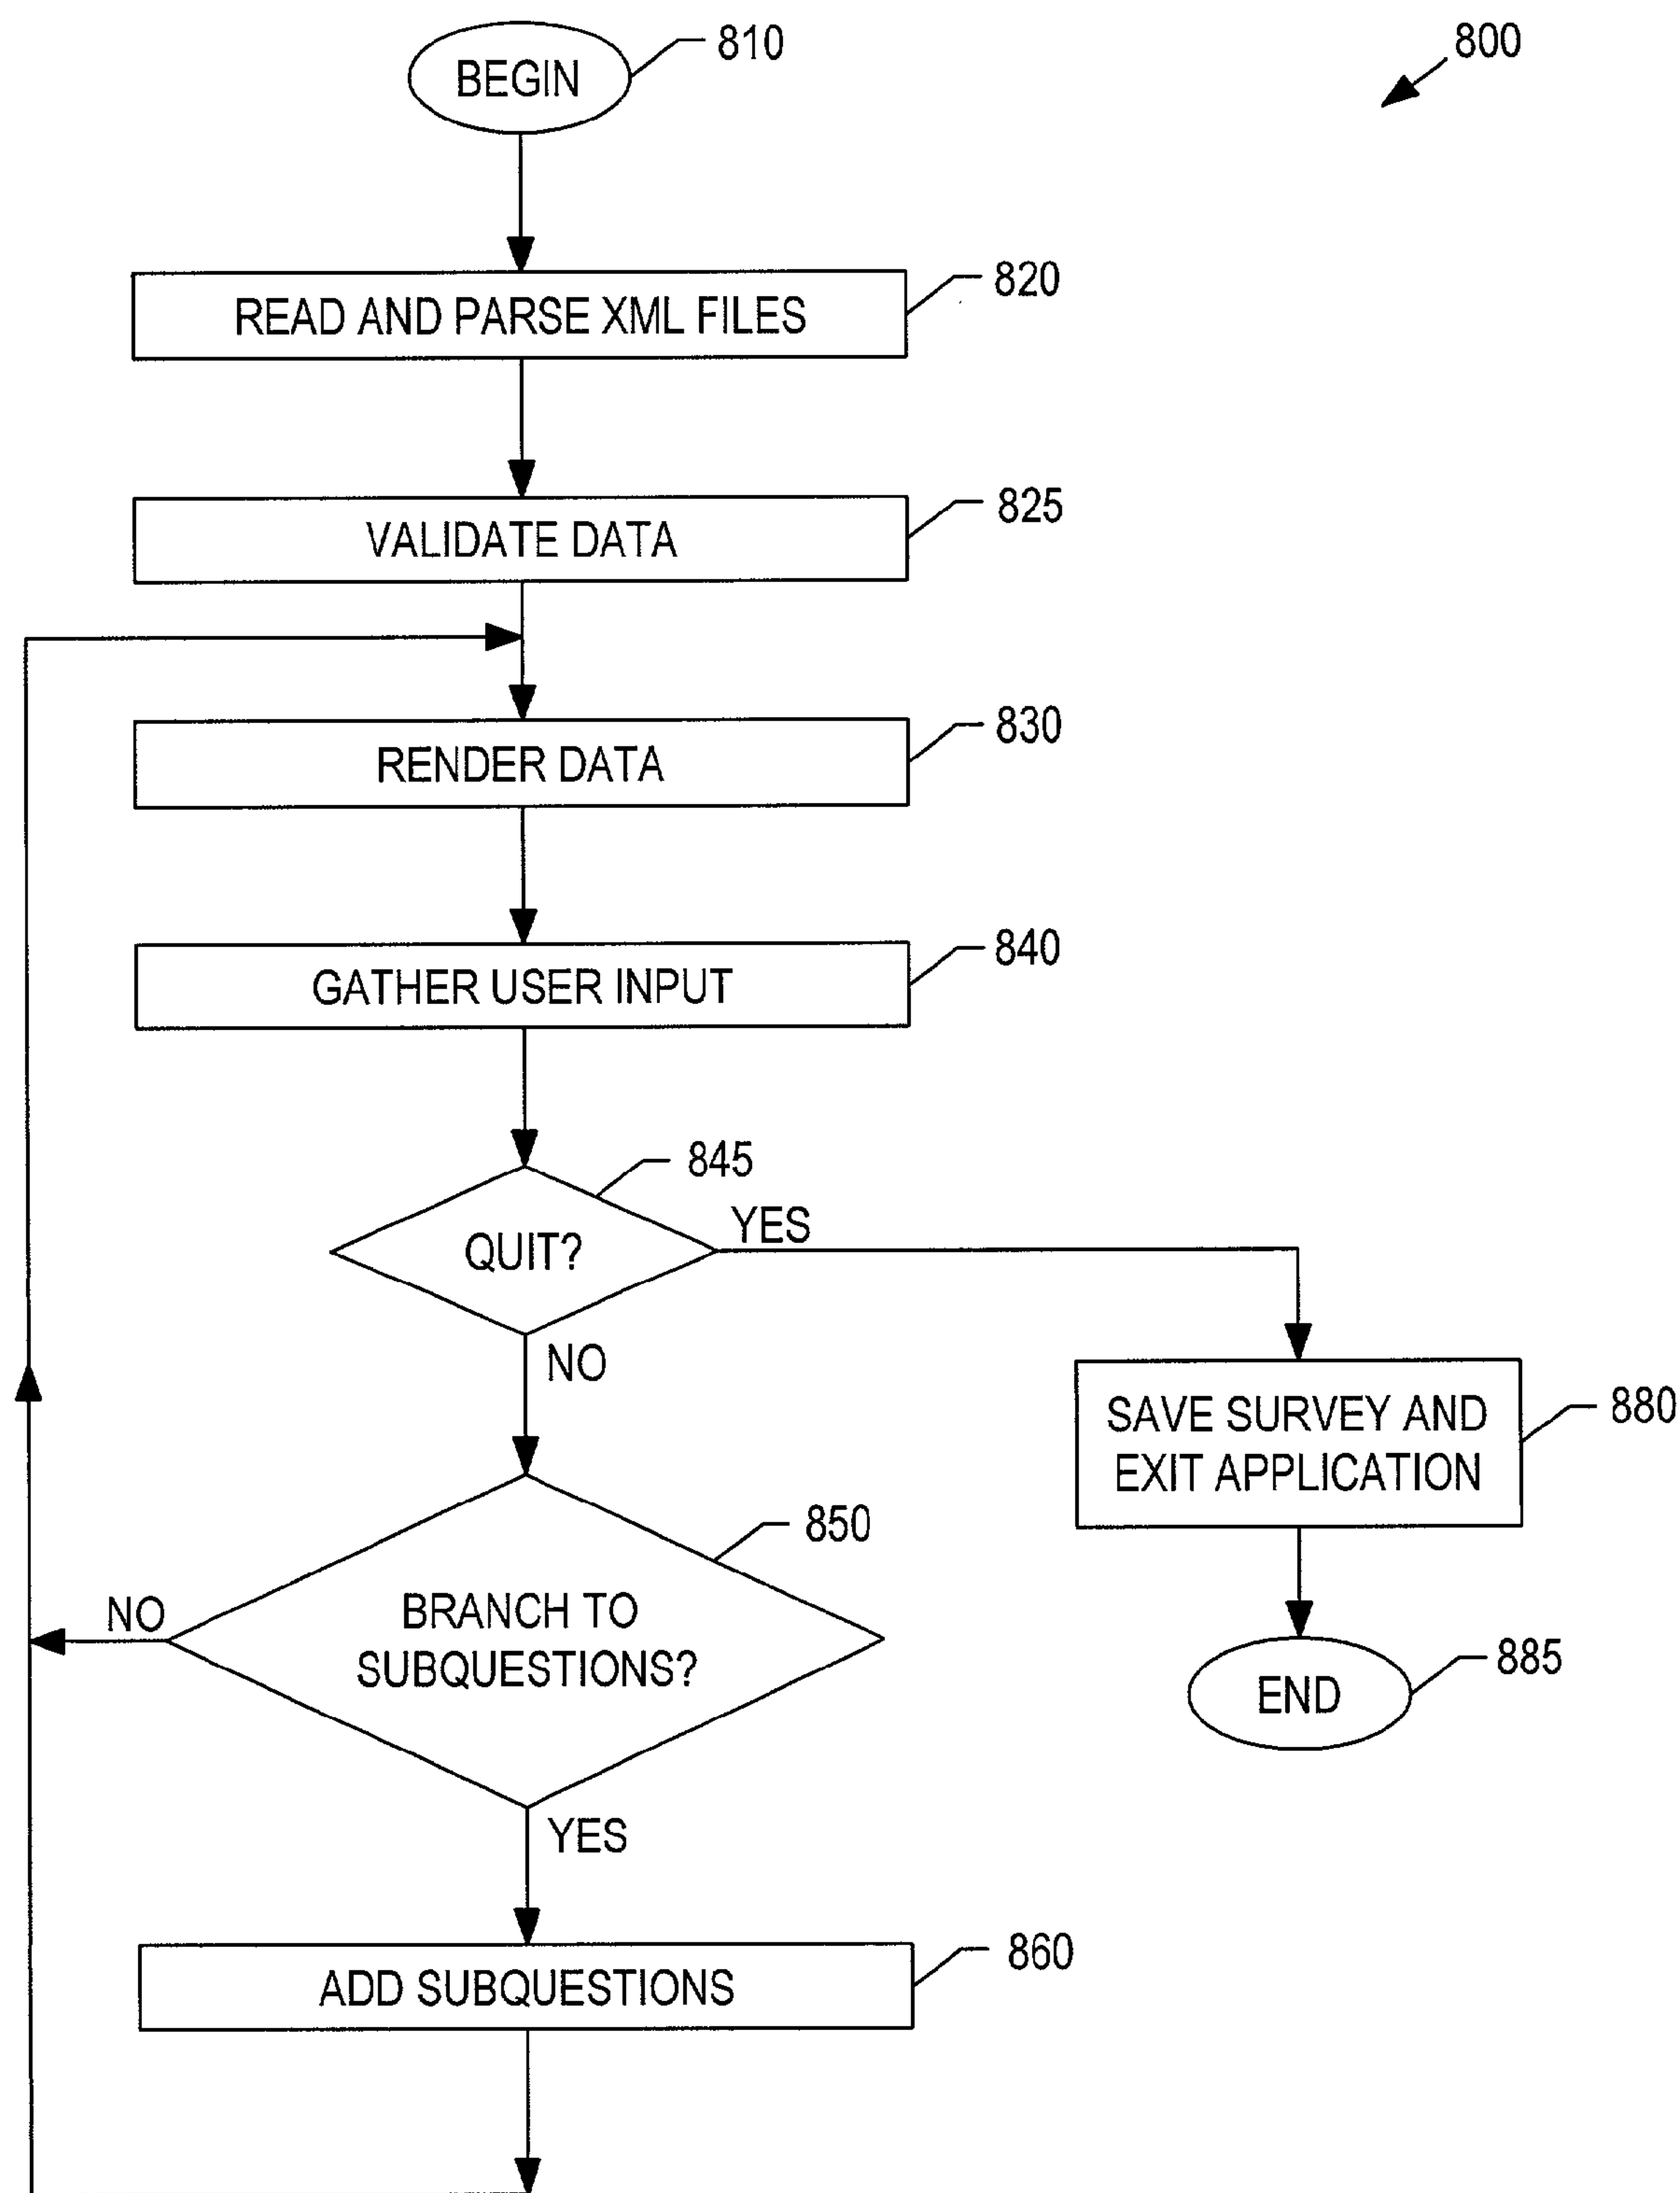 BEGIN
810
800
READ AND PARSE XML FILES
820
VALIDATE DATA
825
RENDER DATA
830
GATHER USER INPUT
840
845
QUIT?
YES
NO
SAVE SURVEY AND
EXIT APPLICATION
880
850
BRANCH TO
SUBQUESTIONS?
NO
YES
END
885
ADD SUBQUESTIONS
860